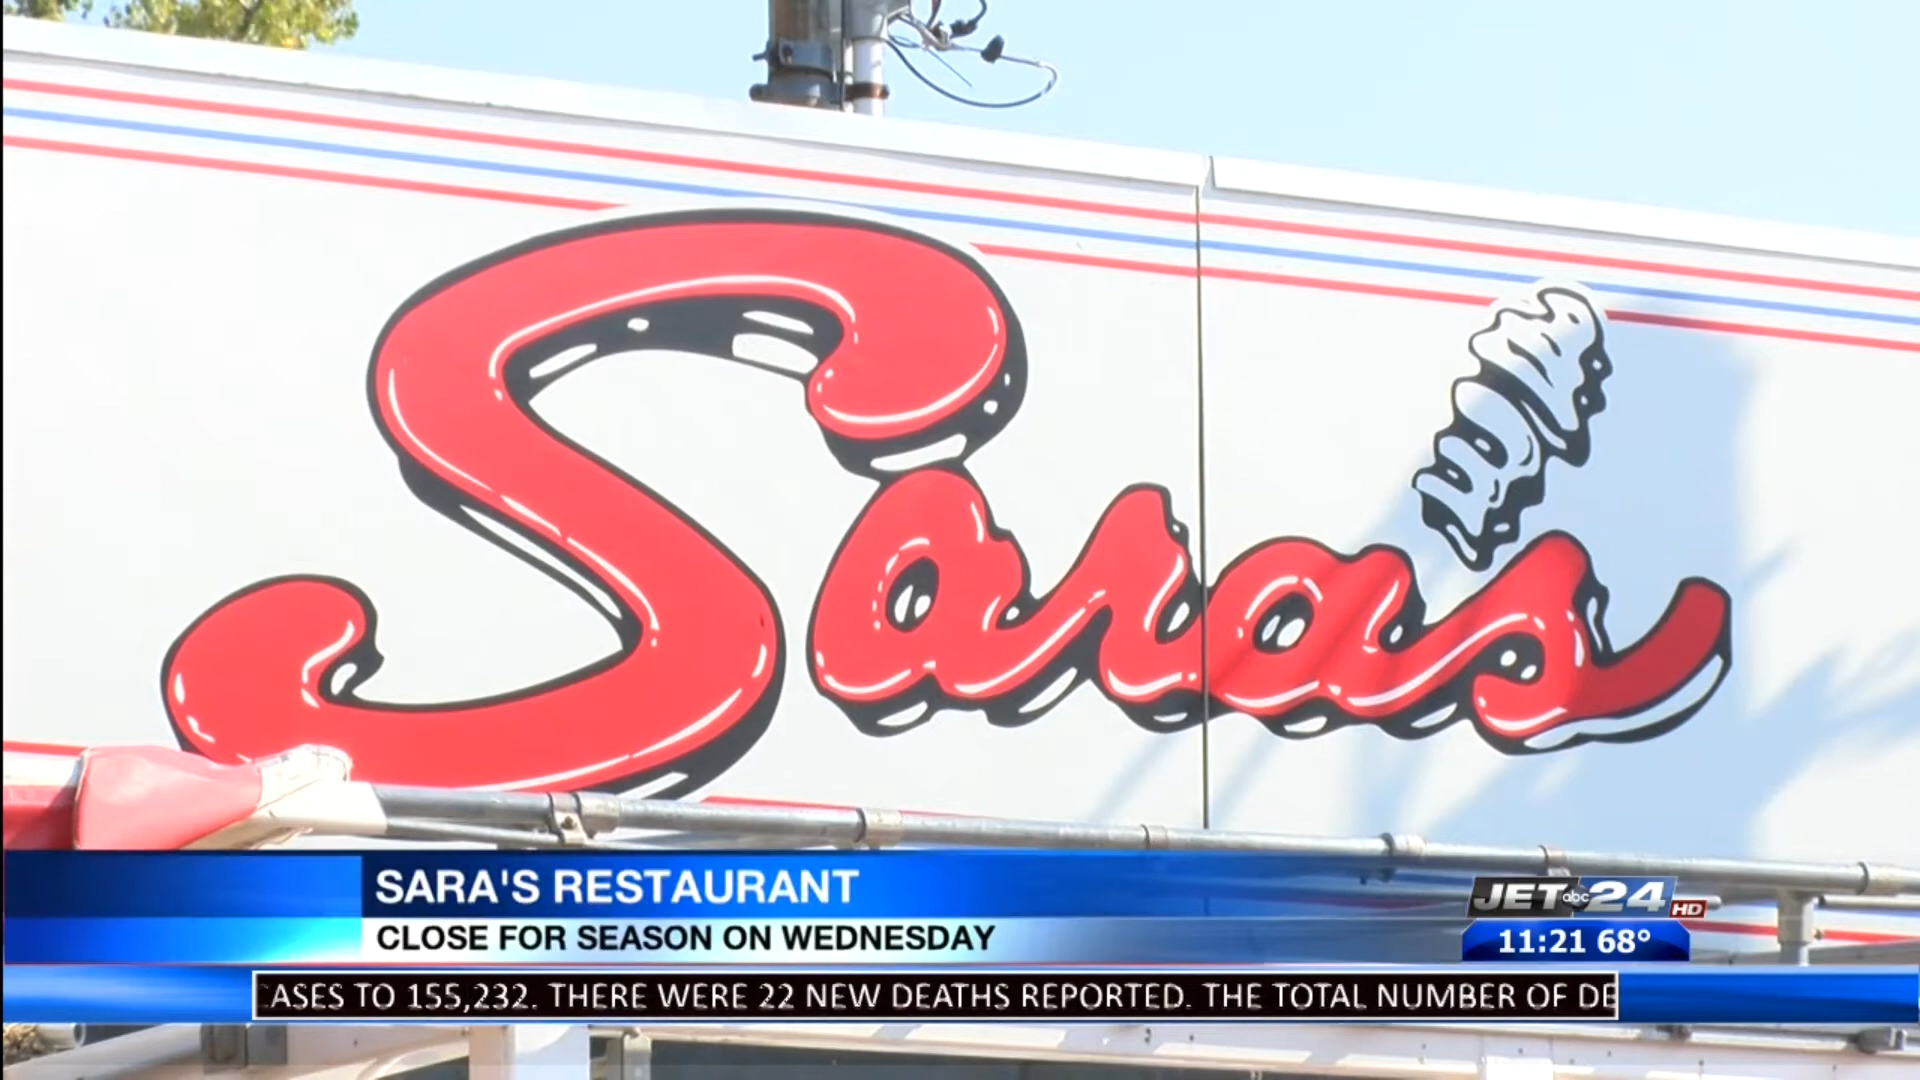 Sara's
SARA'S RESTAURANT
CLOSE FOR SEASON ON WEDNESDAY
JET abc 24 HD
11:21 68°
ASES TO 155,232. THERE WERE 22 NEW DEATHS REPORTED. THE TOTAL NUMBER OF DE